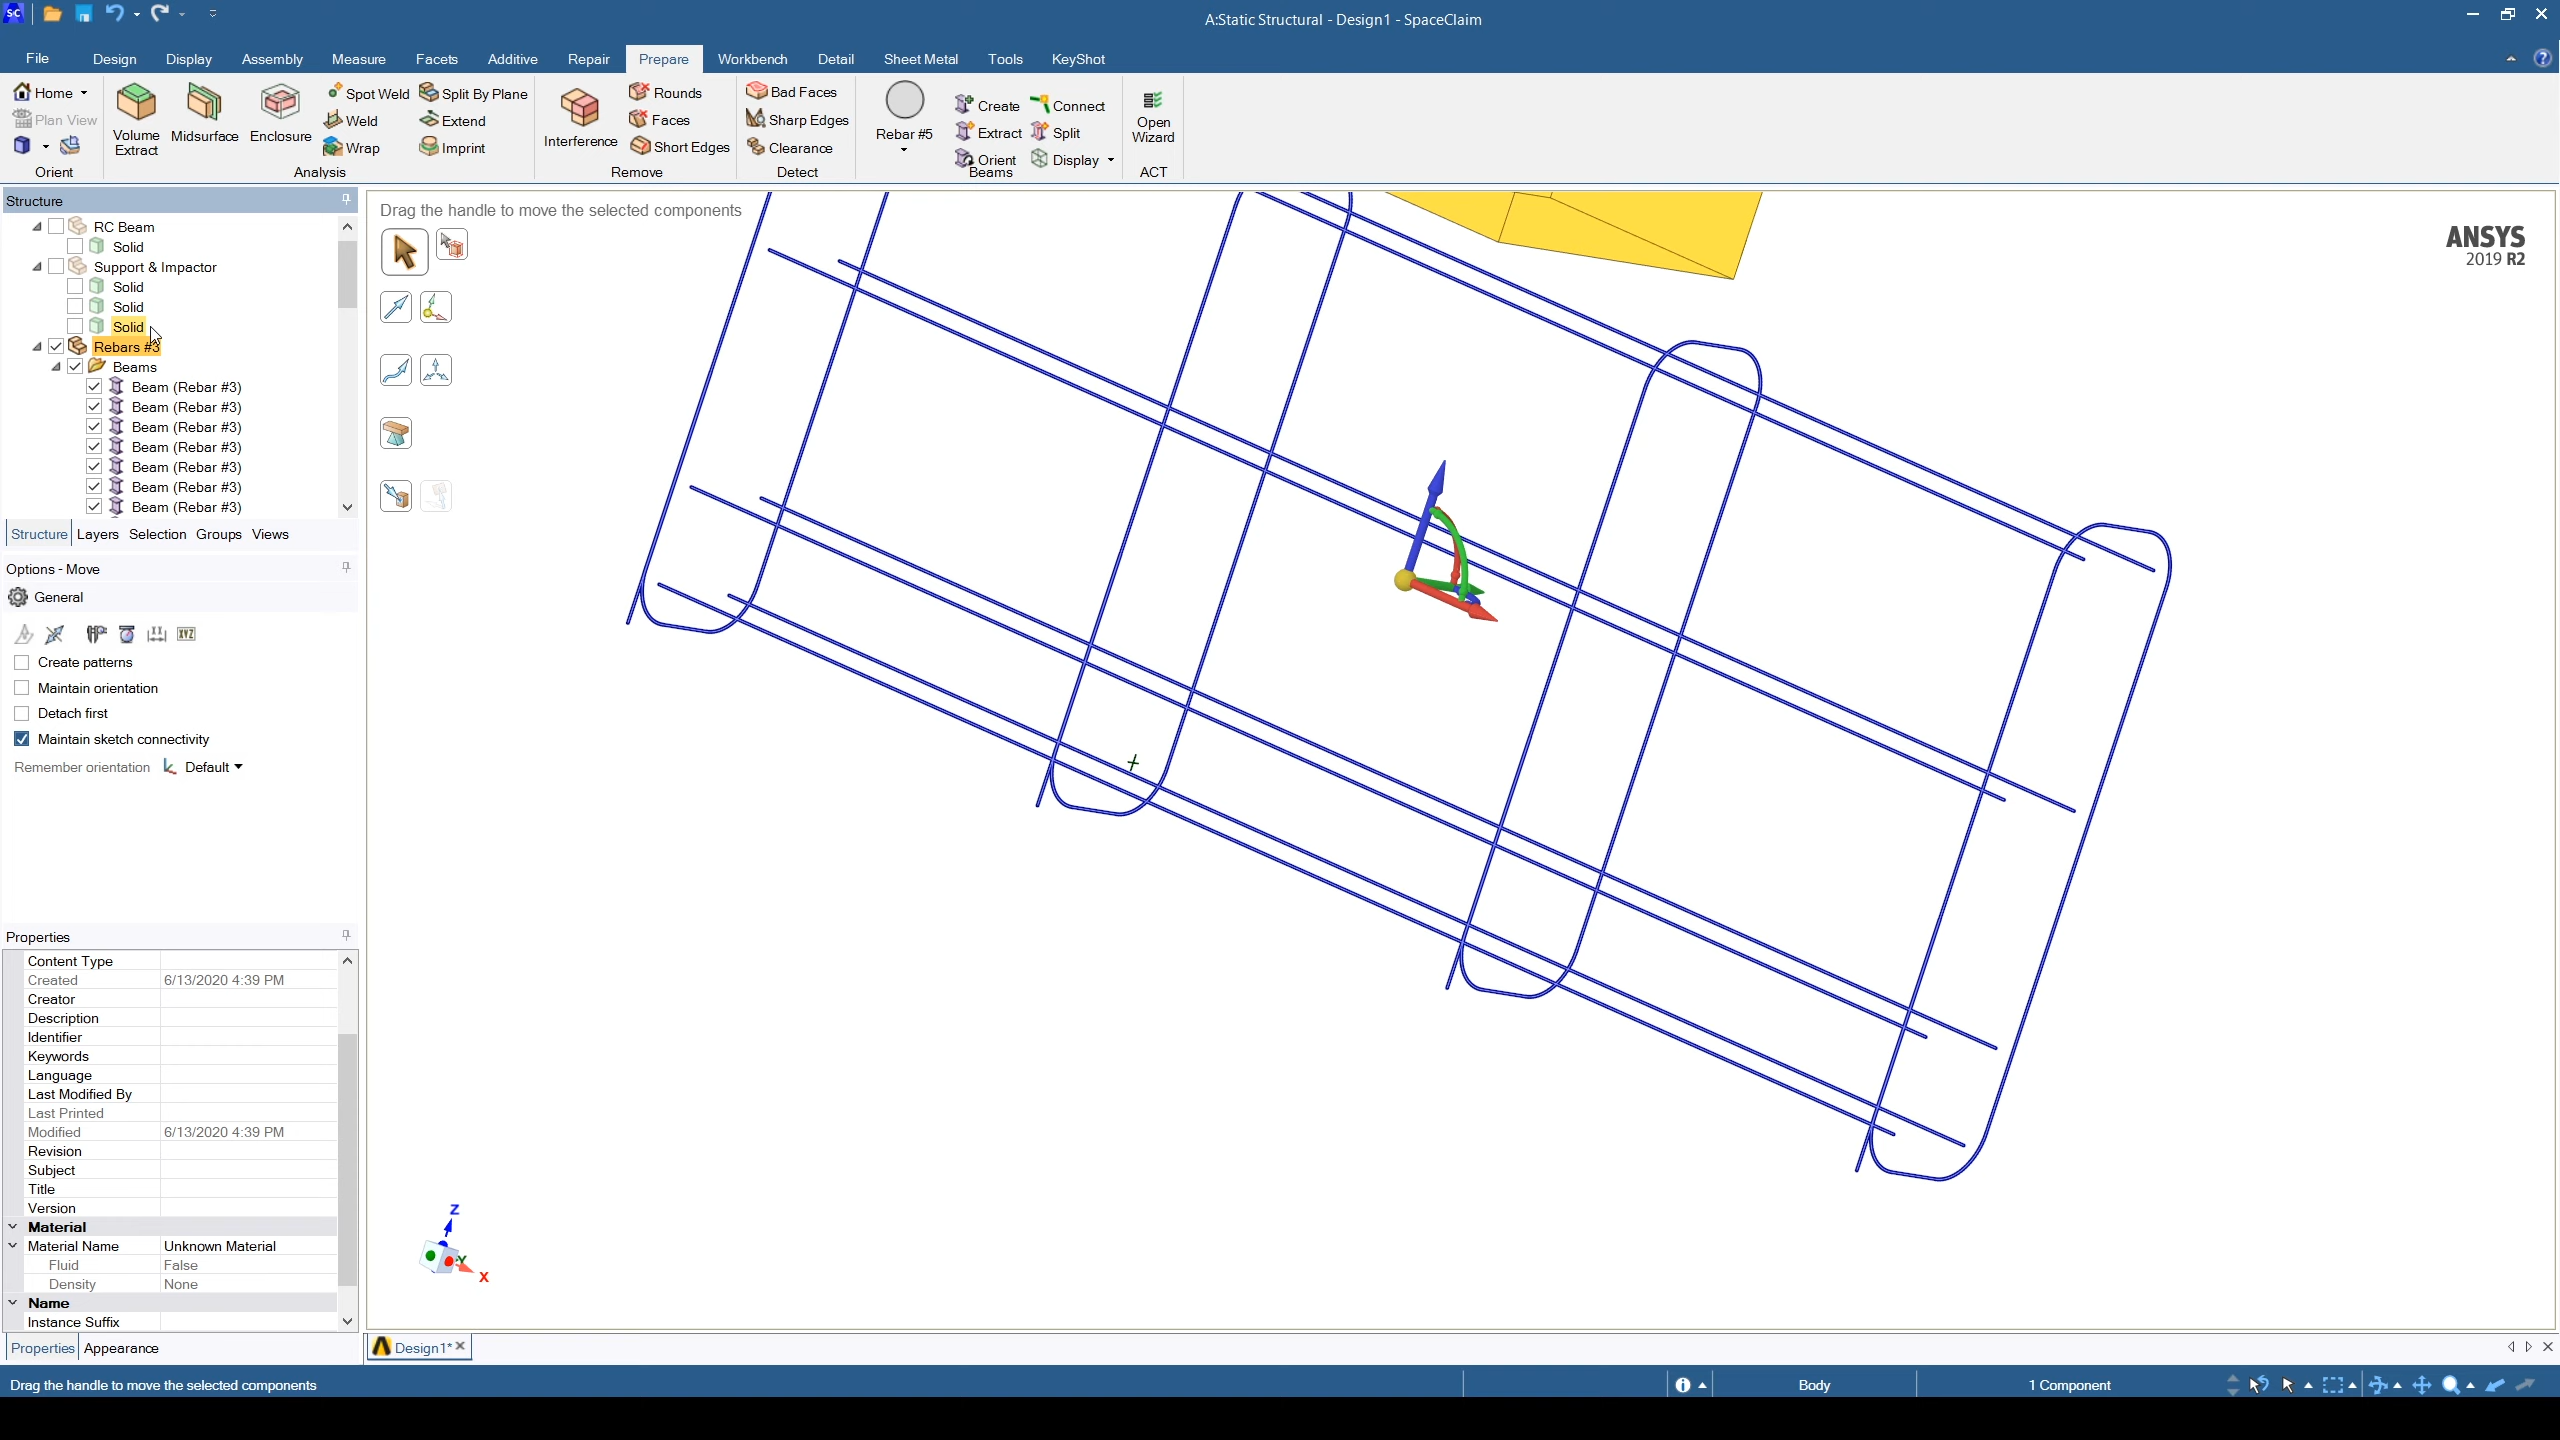 A:Static Structural - Design1 - SpaceClaim
File Design Display Assembly Measure Facets Additive Repair Prepare Workbench Detail Sheet Metal Tools KeyShot
Home
Plan View
Orient
Volume Extract
Midsurface
Enclosure
Spot Weld
Weld
Wrap
Split By Plane
Extend
Imprint
Analysis
Interference
Rounds
Faces
Short Edges
Remove
Bad Faces
Sharp Edges
Clearance
Detect
Rebar #5
Create
Extract
Orient
Connect
Split
Display
Beams
Open Wizard
ACT
Structure
RC Beam
Solid
Support & Impactor
Solid
Solid
Solid
Rebars #3
Beams
Beam (Rebar #3)
Beam (Rebar #3)
Beam (Rebar #3)
Beam (Rebar #3)
Beam (Rebar #3)
Beam (Rebar #3)
Beam (Rebar #3)
Structure Layers Selection Groups Views
Options - Move
General
XYZ
Create patterns
Maintain orientation
Detach first
Maintain sketch connectivity
Remember orientation Default
Properties
Content Type
Created 6/13/2020 4:39 PM
Creator
Description
Identifier
Keywords
Language
Last Modified By
Last Printed
Modified 6/13/2020 4:39 PM
Revision
Subject
Title
Version
Material
Material Name Unknown Material
Fluid False
Density None
Name
Instance Suffix
Properties Appearance
Drag the handle to move the selected components
ANSYS
2019 R2
Z
Y
X
Design1*
Drag the handle to move the selected components
Body
1 Component